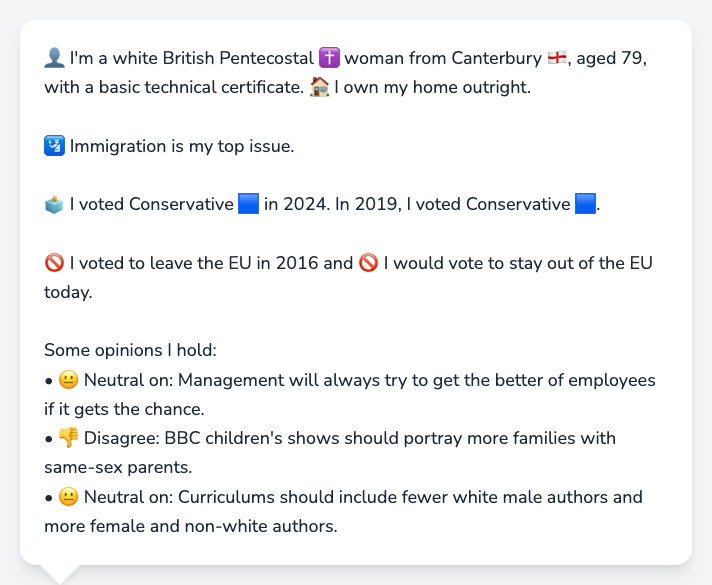 👤 I'm a white British Pentecostal ✝️ woman from Canterbury 🏴󠁧󠁢󠁥󠁮󠁧󠁿, aged 79,
with a basic technical certificate. 🏠 I own my home outright.
🛂 Immigration is my top issue.
🗳️ I voted Conservative 🟦 in 2024. In 2019, I voted Conservative 🟦.
🚫 I voted to leave the EU in 2016 and 🚫 I would vote to stay out of the EU
today.
Some opinions I hold:
• 😐 Neutral on: Management will always try to get the better of employees
if it gets the chance.
• 👎 Disagree: BBC children's shows should portray more families with
same-sex parents.
• 😐 Neutral on: Curriculums should include fewer white male authors and
more female and non-white authors.